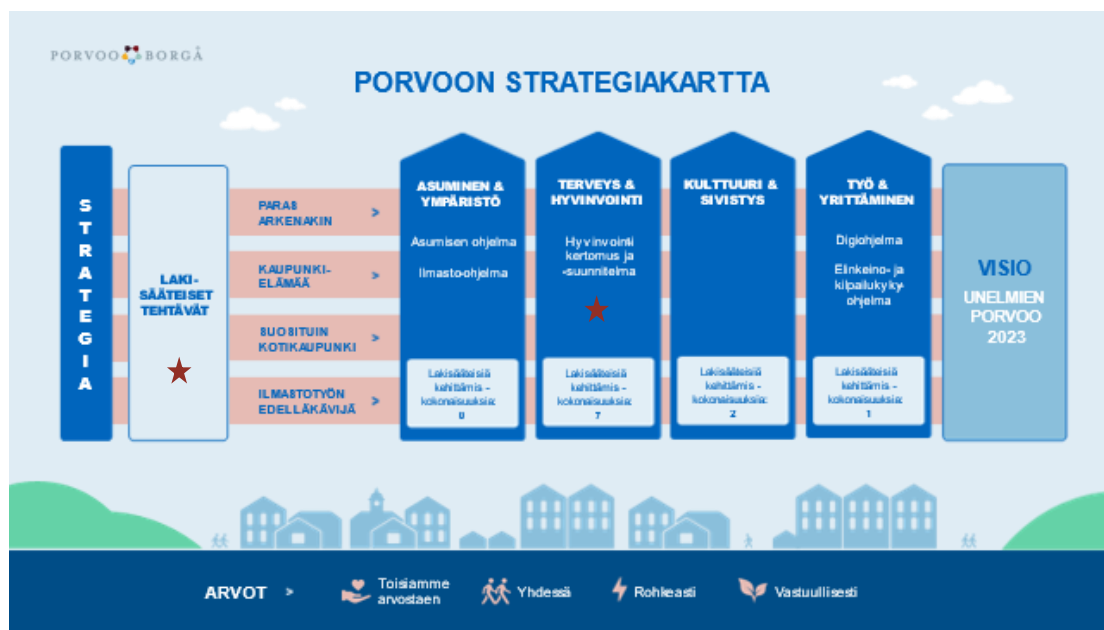 PORVOO BORGÅ
PORVOON STRATEGIAKARTTA
STRATEGIA
LAKI-
SÄÄTEISET
TEHTÄVÄT
PARAS
ARKENAKIN >
KAUPUNKI-
ELÄMÄÄ >
SUOSITUIN
KOTIKAUPUNKI >
ILMASTOTYÖN
EDELLÄKÄVIJÄ >
ASUMINEN &
YMPÄRISTÖ
Asumisen ohjelma
Ilmasto-ohjelma
Lakisääteisiä
kehittämis -
kokonaisuuksia:
0
TERVEYS &
HYVINVOINTI
Hyvinvointi
kertomus ja
-suunnitelma
Lakisääteisiä
kehittämis -
kokonaisuuksia:
7
KULTTUURI &
SIVISTYS
Lakisääteisiä
kehittämis -
kokonaisuuksia:
2
TYÖ &
YRITTÄMINEN
Digiohjelma
Elinkeino- ja
kilpailukyky-
ohjelma
Lakisääteisiä
kehittämis -
kokonaisuuksia:
1
VISIO
UNELMIEN
PORVOO
2023
ARVOT >
Toisiamme
arvostaen
Yhdessä
Rohkeasti
Vastuullisesti